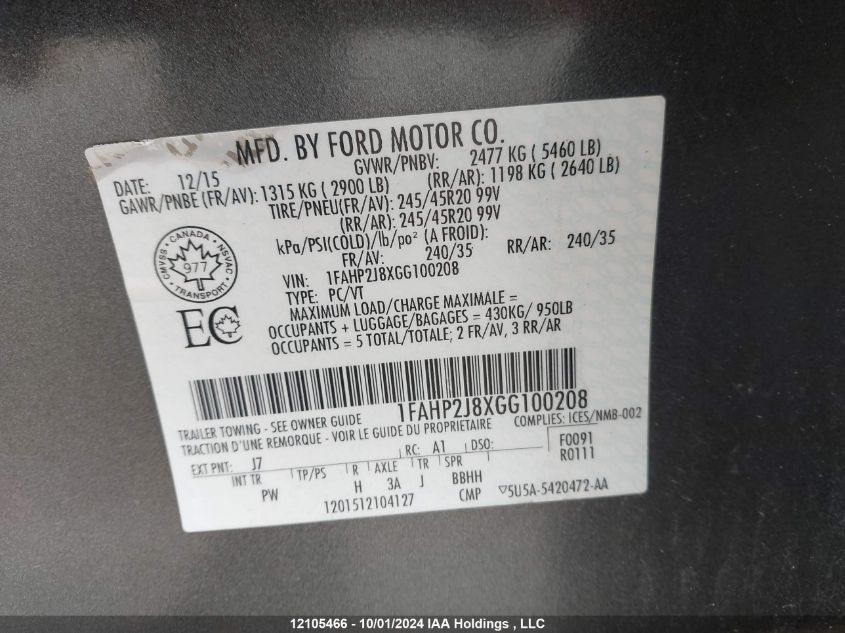 MFD. BY FORD MOTOR CO.
DATE: 12/15 GVWR/PNBV: 2477 KG ( 5460 LB)
GAWR/PNBE (FR/AV): 1315 KG ( 2900 LB) (RR/AR): 1198 KG ( 2640 LB)
TIRE/PNEU(FR/AV): 245/45R20 99V
(RR/AR): 245/45R20 99V
kPa/PSI(COLD)/lb/po² (A FROID):
FR/AV: 240/35 RR/AR: 240/35
VIN: 1FAHP2J8XGG100208
TYPE: PC/VT
MAXIMUM LOAD/CHARGE MAXIMALE =
OCCUPANTS + LUGGAGE/BAGAGES = 430KG/ 950LB
OCCUPANTS = 5 TOTAL/TOTALE; 2 FR/AV, 3 RR/AR
CANADA
CMVSS NSVAC
977
TRANSPORT
EC
1FAHP2J8XGG100208
TRAILER TOWING - SEE OWNER GUIDE COMPLIES: ICES/NMB-002
TRACTION D'UNE REMORQUE - VOIR LE GUIDE DU PROPRIETAIRE
EXT PNT: J7 RC: A1 DSO: F0091
R0111
INT TR TP/PS R AXLE TR SPR
PW H 3A J BBHH
1201512104127 CMP ▽5U5A-5420472-AA
12105466 - 10/01/2024 IAA Holdings , LLC